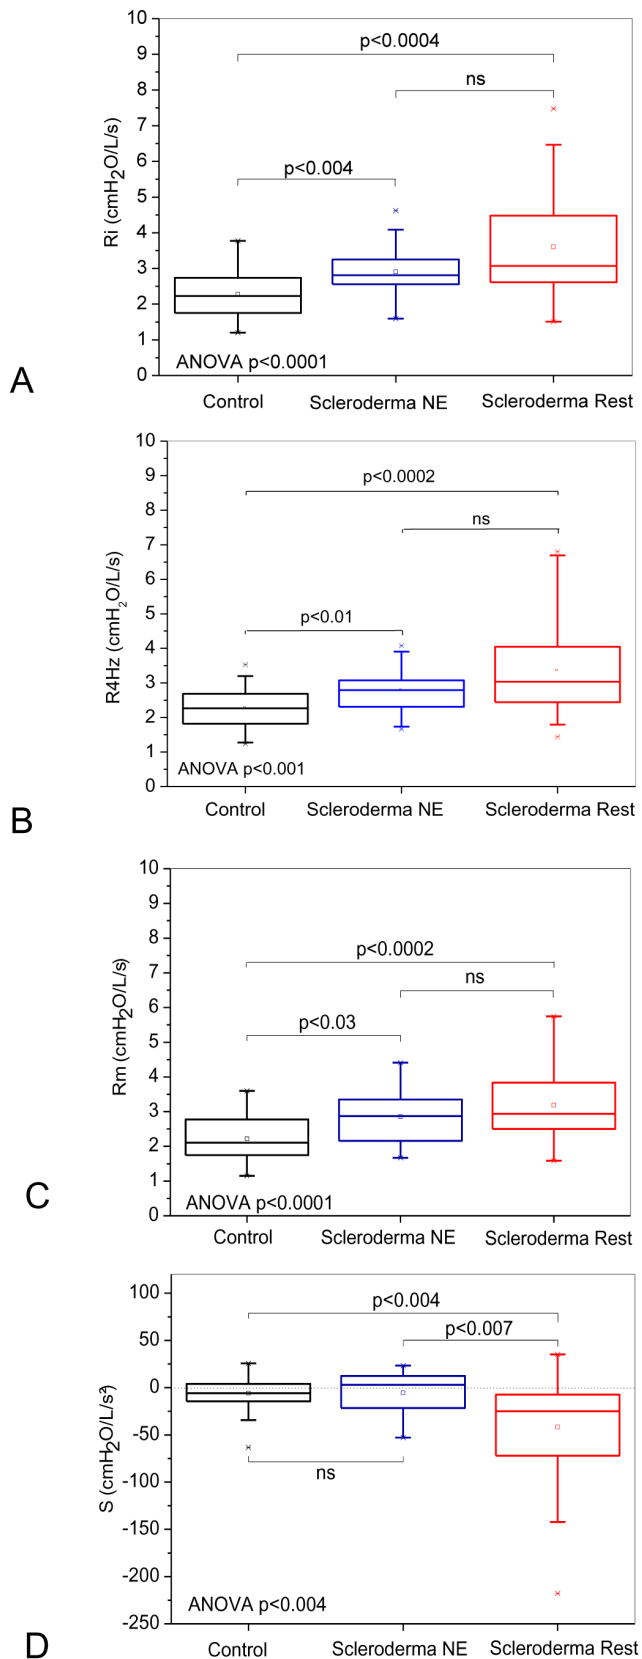 10
9
8
7
6
5
4
3
2
1
0
Ri (cmH2O/L/s)
p<0.0004
ns
p<0.004
ANOVA p<0.0001
Control
Scleroderma NE
Scleroderma Rest
A
10
9
8
7
6
5
4
3
2
1
0
R4Hz (cmH2O/L/s)
p<0.0002
ns
p<0.01
ANOVA p<0.001
Control
Scleroderma NE
Scleroderma Rest
B
10
9
8
7
6
5
4
3
2
1
0
Rm (cmH2O/L/s)
p<0.0002
ns
p<0.03
ANOVA p<0.0001
Control
Scleroderma NE
Scleroderma Rest
C
100
50
0
-50
-100
-150
-200
-250
S (cmH2O/L/s²)
p<0.004
p<0.007
ns
ANOVA p<0.004
Control
Scleroderma NE
Scleroderma Rest
D